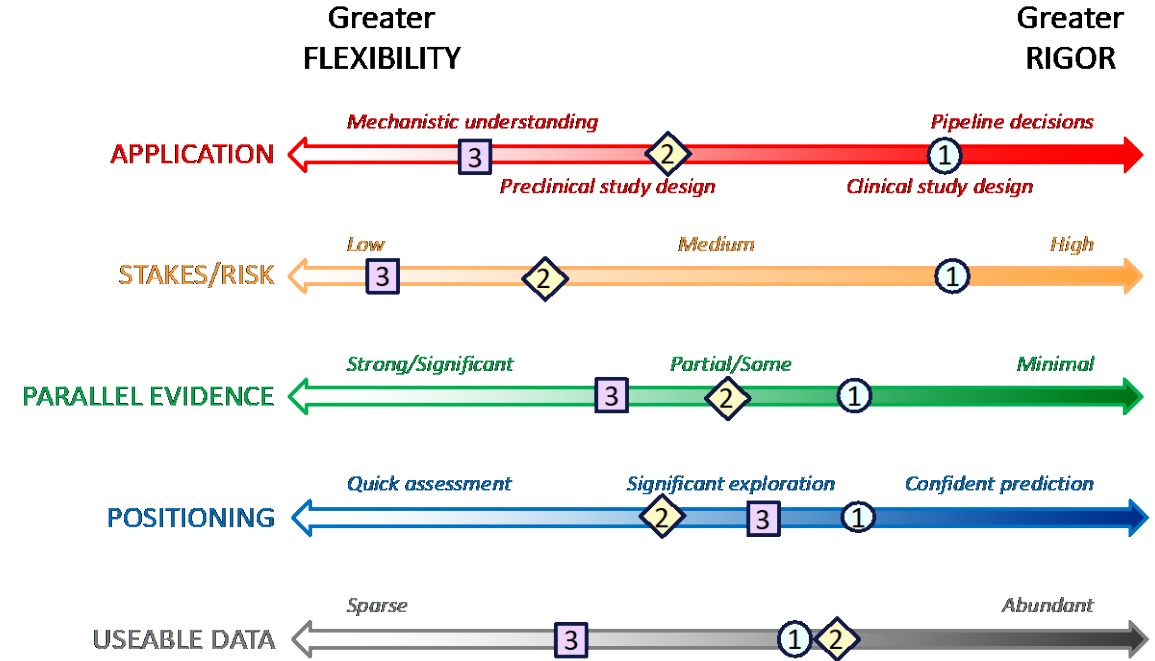 Greater
FLEXIBILITY
Greater
RIGOR
Mechanistic understanding
Pipeline decisions
APPLICATION
3
2
1
Preclinical study design
Clinical study design
Low
Medium
High
STAKES/RISK
3
2
1
Strong/Significant
Partial/Some
Minimal
PARALLEL EVIDENCE
3
2
1
Quick assessment
Significant exploration
Confident prediction
POSITIONING
2
3
1
Sparse
Abundant
USEABLE DATA
3
1
2